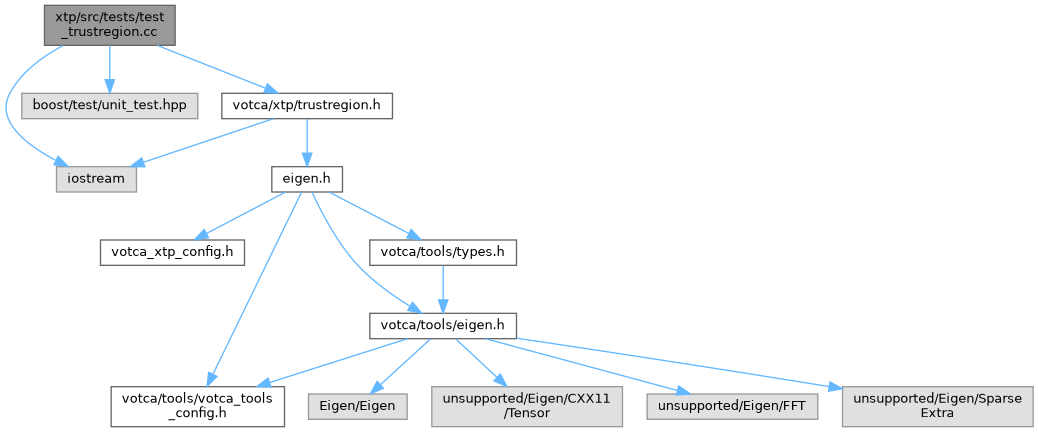 xtp/src/tests/test
_trustregion.cc
boost/test/unit_test.hpp
votca/xtp/trustregion.h
iostream
eigen.h
votca_xtp_config.h
votca/tools/types.h
votca/tools/eigen.h
votca/tools/votca_tools
_config.h
Eigen/Eigen
unsupported/Eigen/CXX11
/Tensor
unsupported/Eigen/FFT
unsupported/Eigen/Sparse
Extra